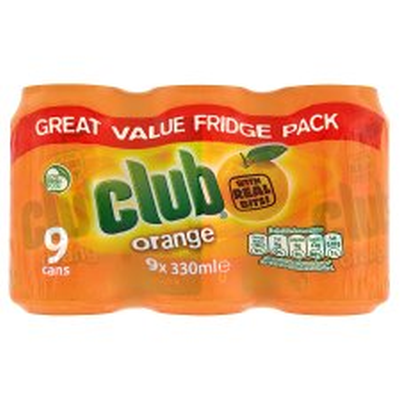 GREAT VALUE FRIDGE PACK
club
orange
WITH
REAL
BITS!
9
cans
9x 330ml e